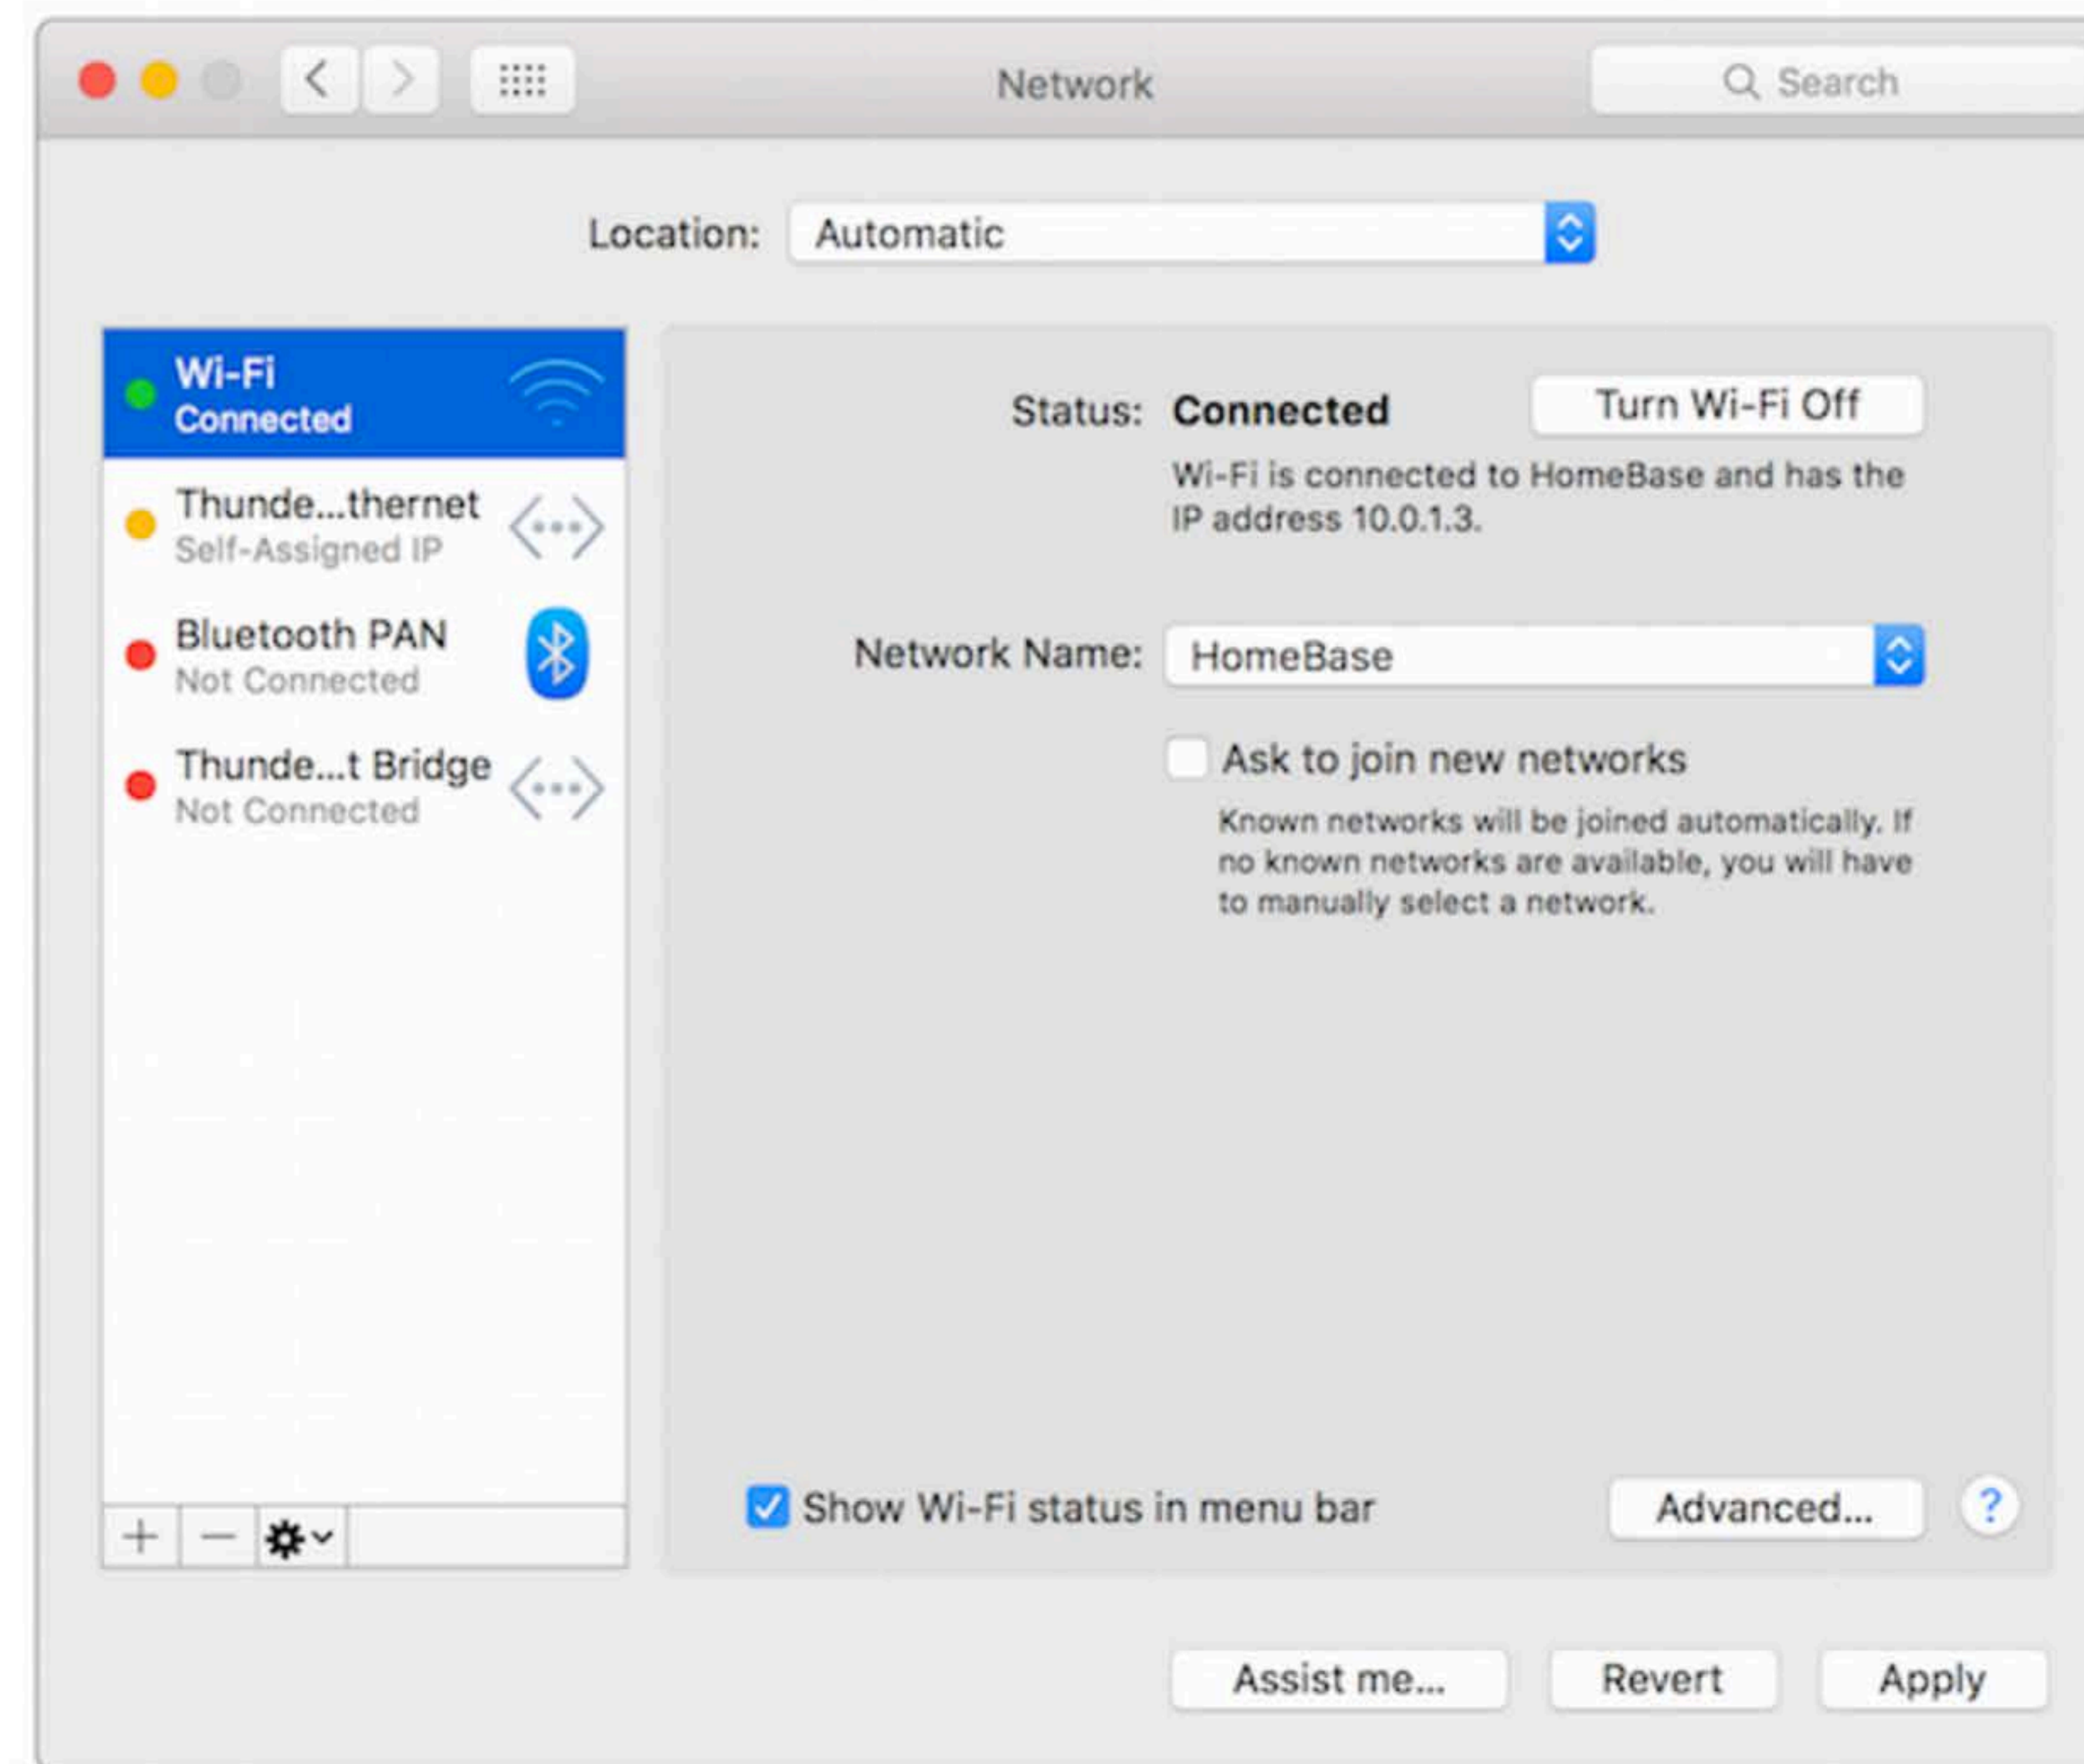 Network
Search
Location: Automatic
Wi-Fi
Connected
Thunde...thernet
Self-Assigned IP
Bluetooth PAN
Not Connected
Thunde...t Bridge
Not Connected
Status: Connected
Turn Wi-Fi Off
Wi-Fi is connected to HomeBase and has the
IP address 10.0.1.3.
Network Name: HomeBase
Ask to join new networks
Known networks will be joined automatically. If
no known networks are available, you will have
to manually select a network.
Show Wi-Fi status in menu bar
Advanced...
?
Assist me...
Revert
Apply